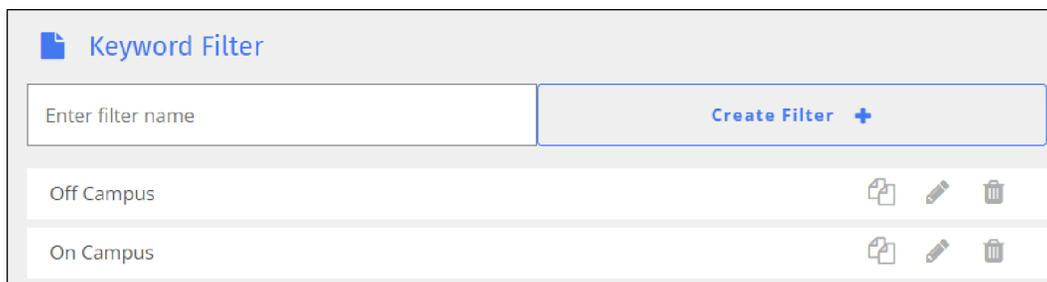 Keyword Filter
Enter filter name
Create Filter
Off Campus
On Campus